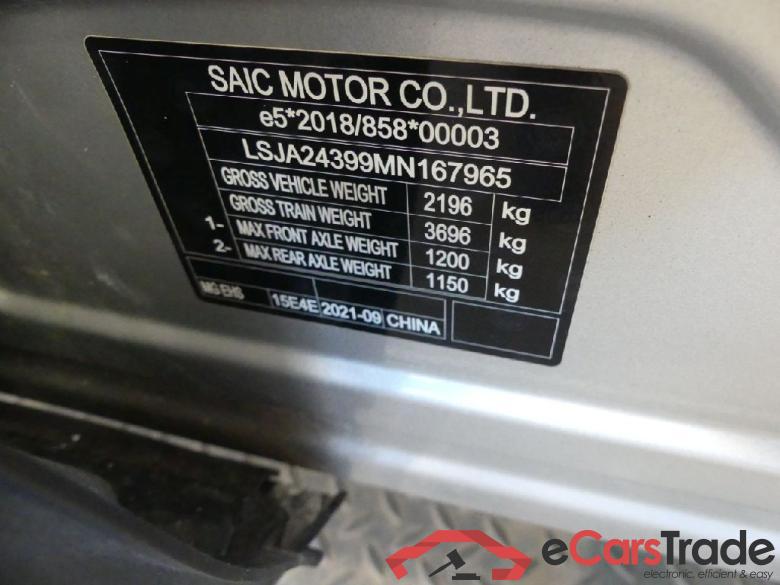 SAIC MOTOR CO.,LTD.
e5*2018/858*00003
LSJA24399MN167965
GROSS VEHICLE WEIGHT 2196 kg
GROSS TRAIN WEIGHT 3696 kg
1- MAX FRONT AXLE WEIGHT 1200 kg
2- MAX REAR AXLE WEIGHT 1150 kg
MG EHS 15E4E 2021-09 CHINA
eCarsTrade
electronic, efficient & easy